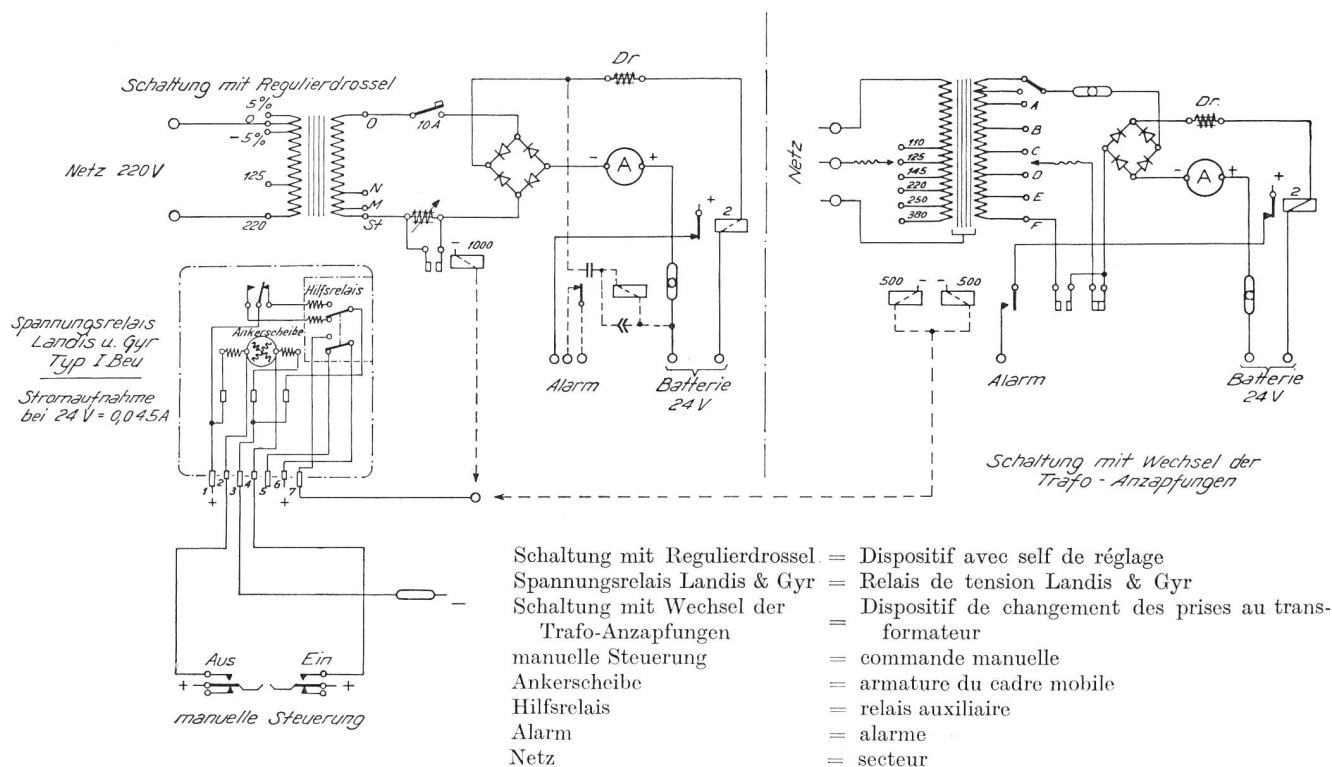 Schaltung mit Regulierdrossel
5%
0
-5%
Netz 220V
125
220
O
N
M
St
10A
Dr
- A +
- 1000
+
2
Alarm
Batterie
24V
Spannungsrelais
Landis u. Gyr
Typ I Beu
Stromaufnahme
bei 24 V = 0,045A
Hilfsrelais
Ankerscheibe
1 2 3 4 5 6 7
+ +
-
Aus Ein
+ +
manuelle Steuerung
Netz
110
125
145
220
250
380
A
B
C
D
E
F
Dr.
- A +
+
2
500 - - 500
Alarm
Batterie
24V
Schaltung mit Wechsel der
Trafo - Anzapfungen
Schaltung mit Regulierdrossel = Dispositif avec self de réglage
Spannungsrelais Landis & Gyr = Relais de tension Landis & Gyr
Schaltung mit Wechsel der Trafo-Anzapfungen = Dispositif de changement des prises au trans-
formateur
manuelle Steuerung = commande manuelle
Ankerscheibe = armature du cadre mobile
Hilfsrelais = relais auxiliaire
Alarm = alarme
Netz = secteur